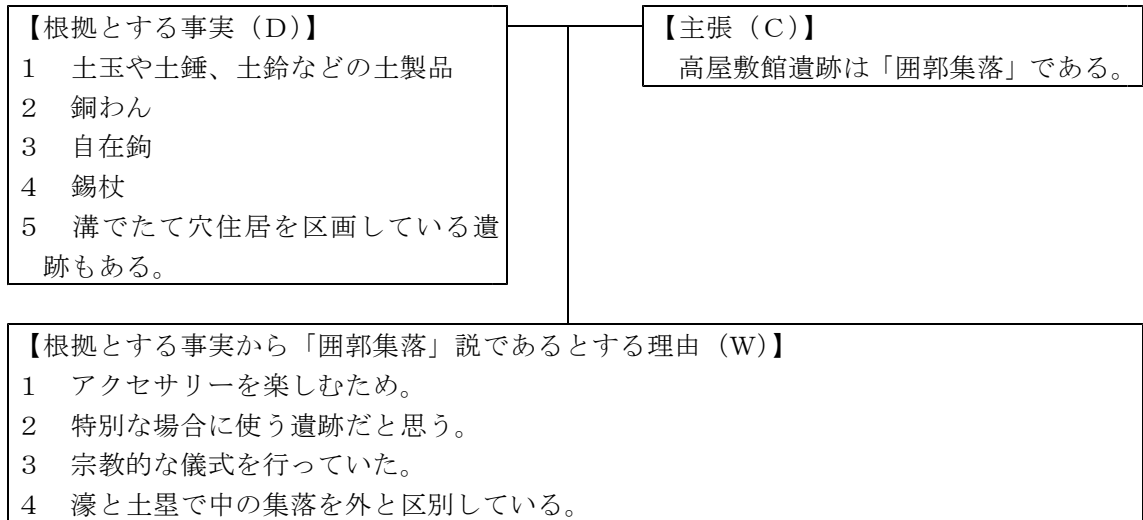 【根拠とする事実（D）】
１　土玉や土錘、土鈴などの土製品
２　銅わん
３　自在鉤
４　錫杖
５　溝でたて穴住居を区画している遺
跡もある。
【主張（C）】
高屋敷館遺跡は「囲郭集落」である。
【根拠とする事実から「囲郭集落」説であるとする理由（W）】
１　アクセサリーを楽しむため。
２　特別な場合に使う遺跡だと思う。
３　宗教的な儀式を行っていた。
４　濠と土塁で中の集落を外と区別している。